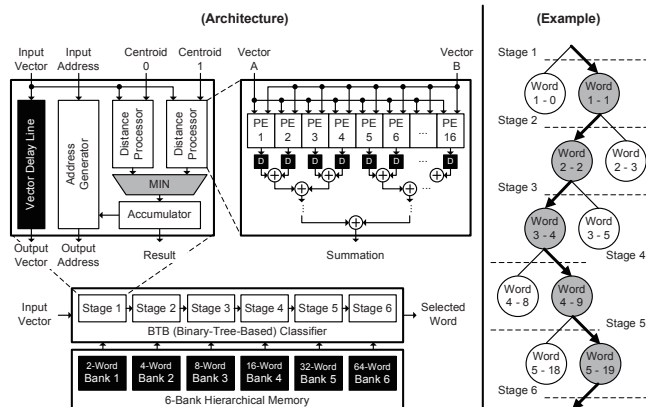 (Architecture)
Input Vector
Input Address
Centroid 0
Centroid 1
Vector A
Vector B
Vector Delay Line
Address Generator
Distance Processor
Distance Processor
MIN
Accumulator
Output Vector
Output Address
Result
PE 1
PE 2
PE 3
PE 4
PE 5
PE 6
...
PE 16
D D D D D D ... D
...
Summation
Input Vector
Stage 1
Stage 2
Stage 3
Stage 4
Stage 5
Stage 6
Selected Word
BTB (Binary-Tree-Based) Classifier
2-Word Bank 1
4-Word Bank 2
8-Word Bank 3
16-Word Bank 4
32-Word Bank 5
64-Word Bank 6
6-Bank Hierarchical Memory
(Example)
Stage 1
Word 1 - 0
Word 1 - 1
Stage 2
Word 2 - 2
Word 2 - 3
Stage 3
Word 3 - 4
Word 3 - 5
Stage 4
Word 4 - 8
Word 4 - 9
Stage 5
Word 5 - 18
Word 5 - 19
Stage 6